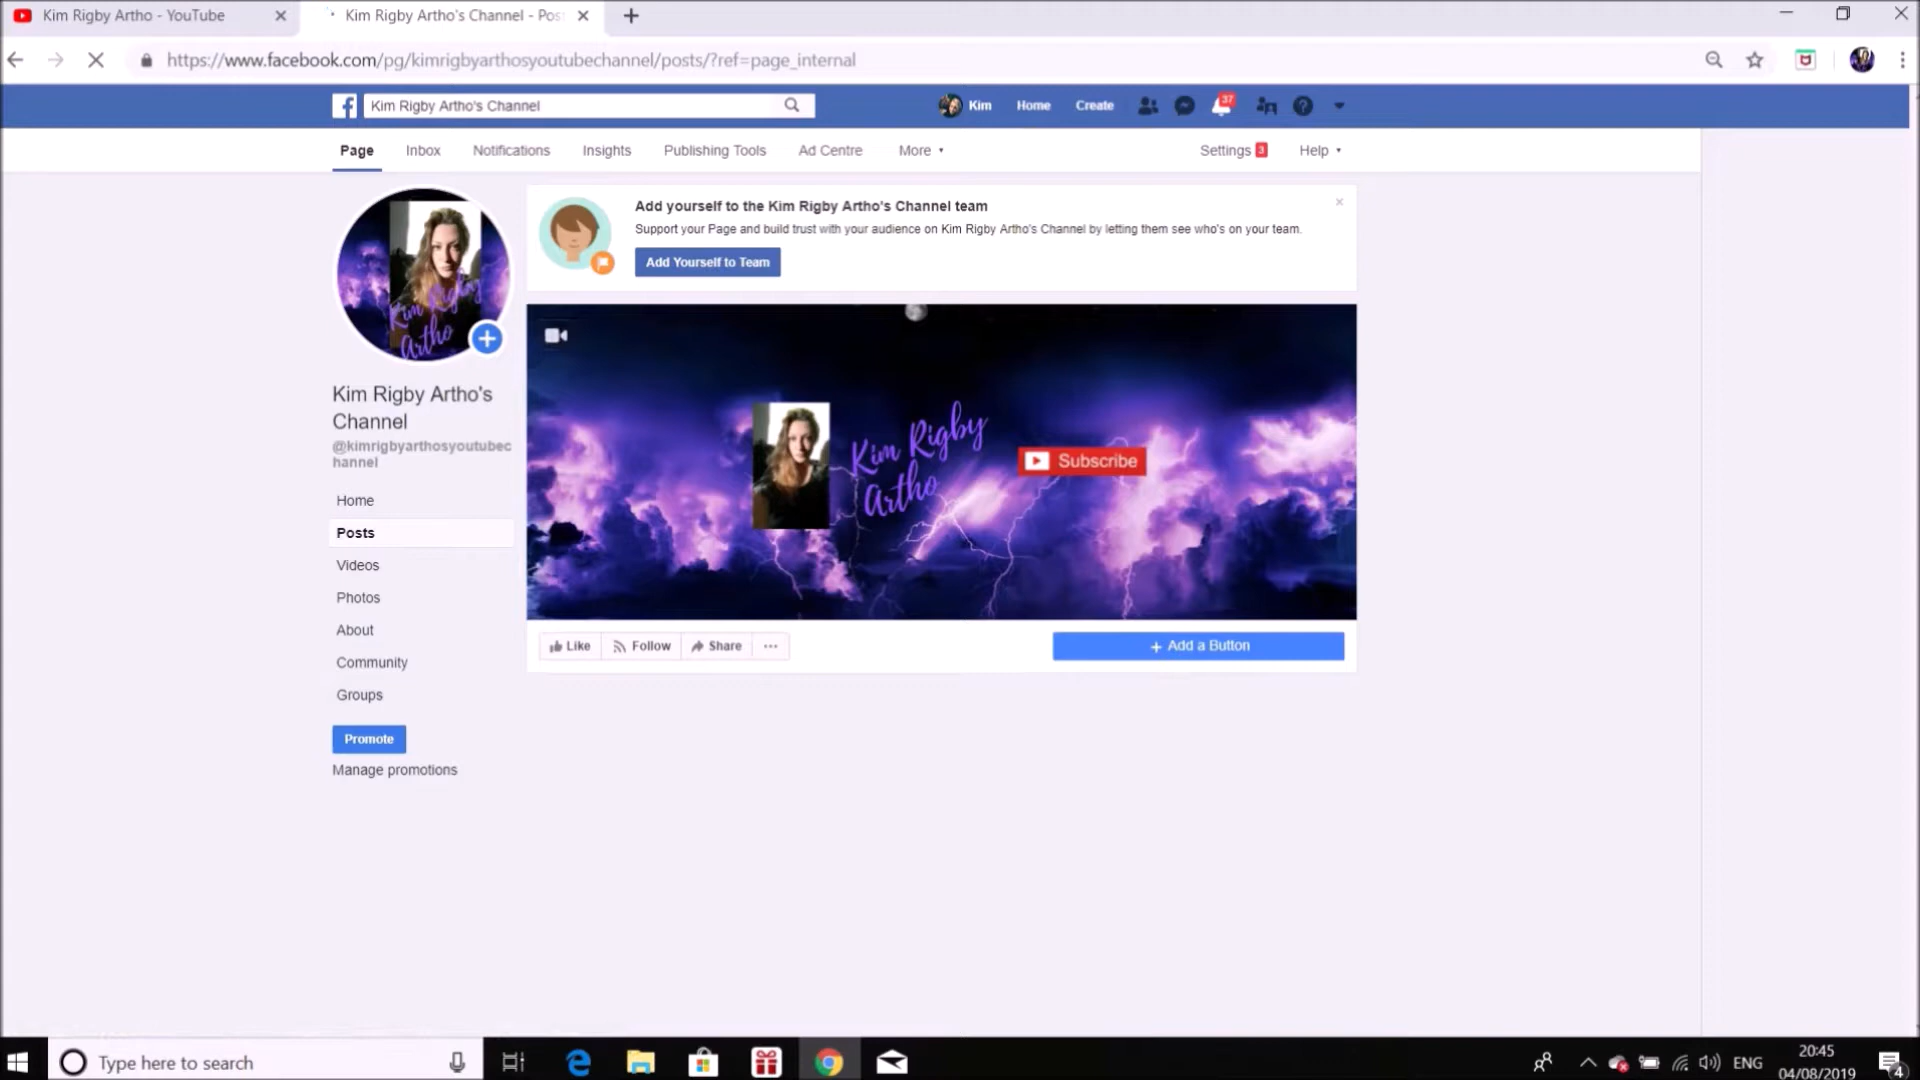 Kim Rigby Artho - YouTube
Kim Rigby Artho's Channel - Pos
https://www.facebook.com/pg/kimrigbyarthosyoutubechannel/posts/?ref=page_internal
Kim Rigby Artho's Channel
Kim
Home
Create
37
Page
Inbox
Notifications
Insights
Publishing Tools
Ad Centre
More
Settings 3
Help
Kim Rigby
Artho
Kim Rigby Artho's
Channel
@kimrigbyarthosyoutubec
hannel
Home
Posts
Videos
Photos
About
Community
Groups
Promote
Manage promotions
Add yourself to the Kim Rigby Artho's Channel team
Support your Page and build trust with your audience on Kim Rigby Artho's Channel by letting them see who's on your team.
Add Yourself to Team
Kim Rigby
Artho
Subscribe
Like
Follow
Share
+ Add a Button
Type here to search
ENG
20:45
04/08/2019
4